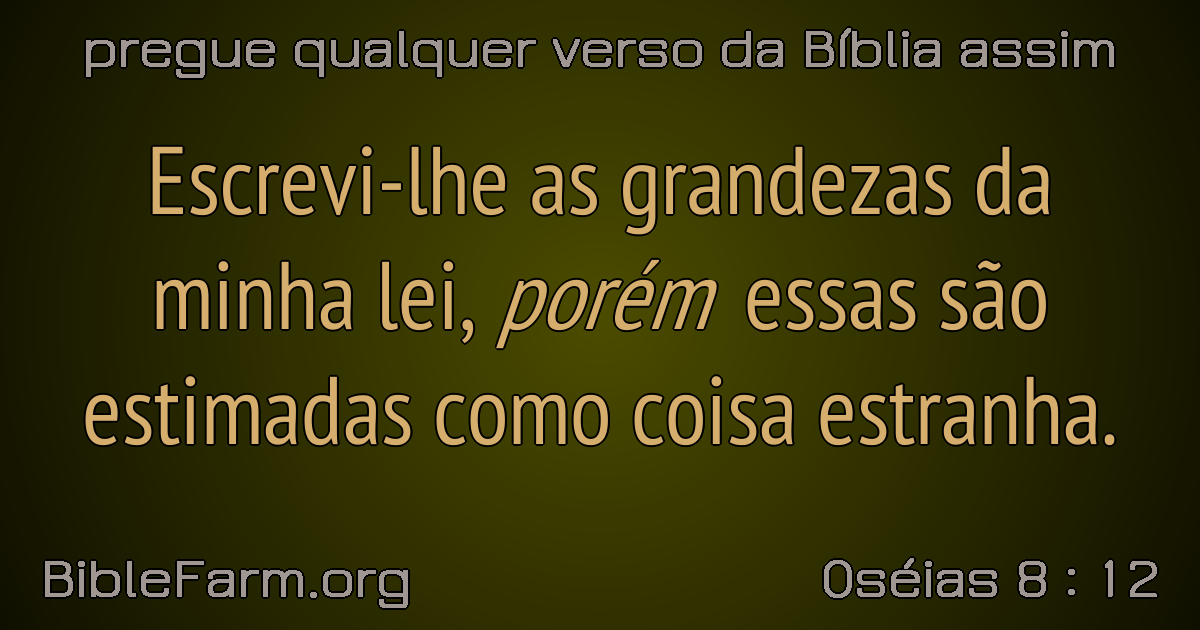 pregue qualquer verso da Bíblia assim
Escrevi-lhe as grandezas da
minha lei, porém essas são
estimadas como coisa estranha.
BibleFarm.org
Oséias 8 : 12